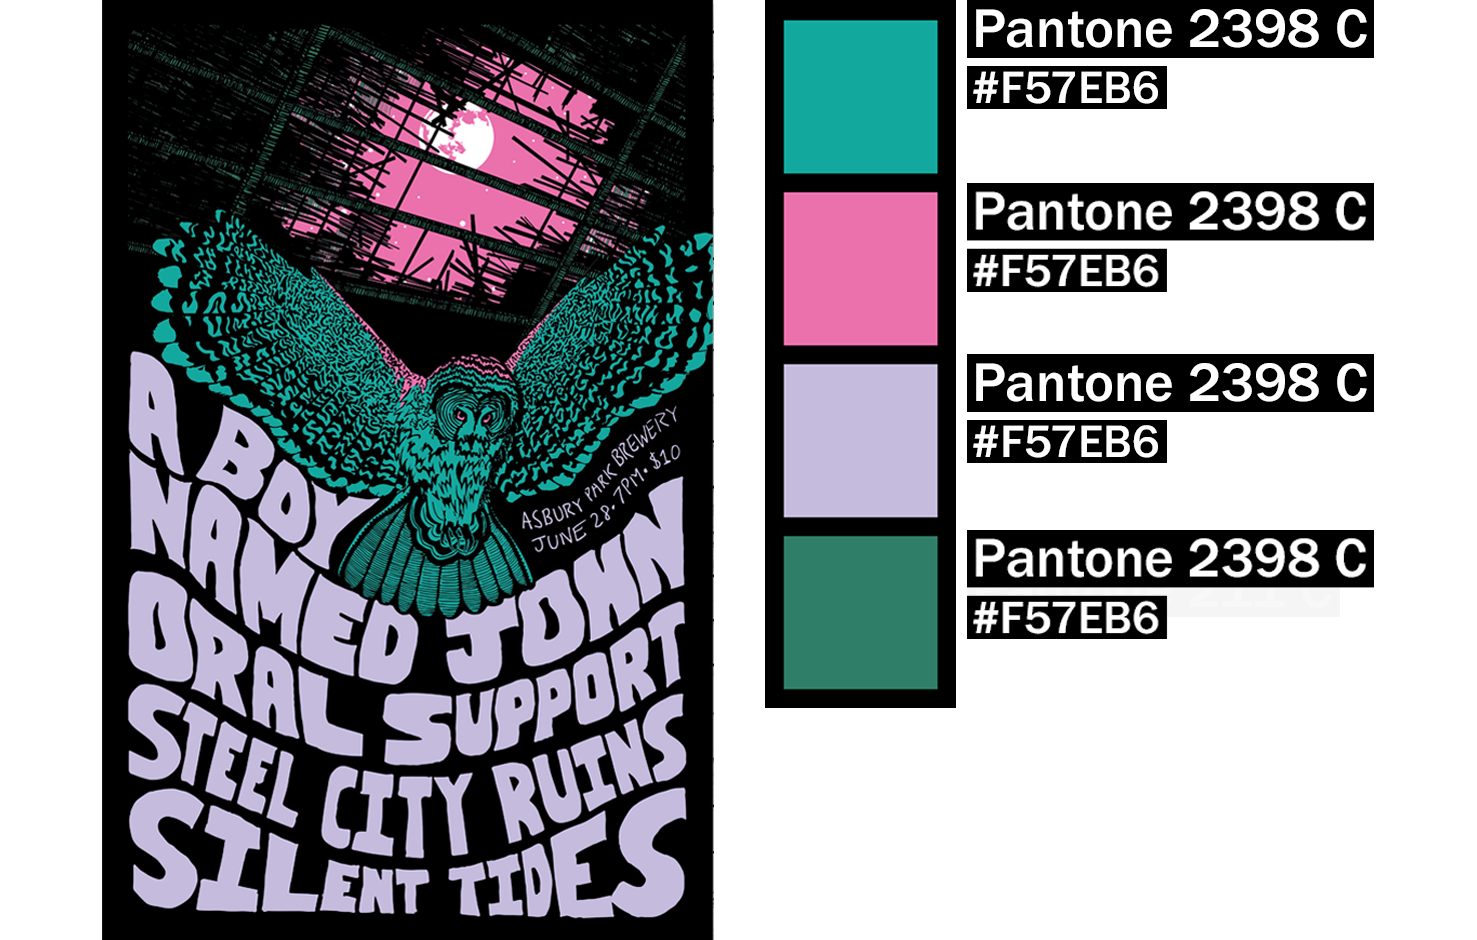 A BOY
NAMED JOHN
ORAL SUPPORT
STEEL CITY RUINS
SILENT TIDES
ASBURY PARK BREWERY
JUNE 28 • 7PM • $10
Pantone 2398 C
#F57EB6
Pantone 2398 C
#F57EB6
Pantone 2398 C
#F57EB6
Pantone 2398 C
211 C
#F57EB6